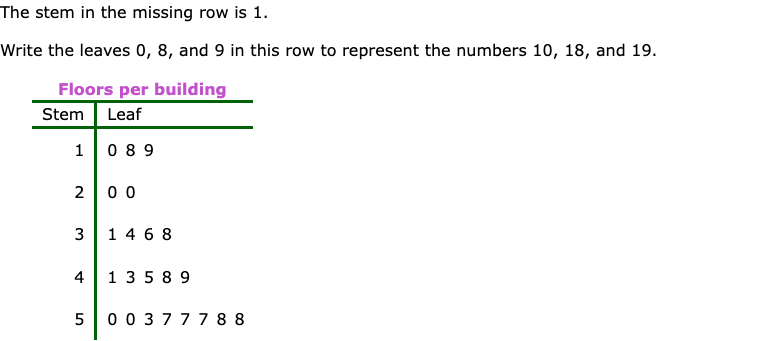 The stem in the missing row is 1.
Write the leaves 0, 8, and 9 in this row to represent the numbers 10, 18, and 19.
Floors per building
Stem Leaf
1 0 8 9
2 0 0
3 1 4 6 8
4 1 3 5 8 9
5 0 0 3 7 7 7 8 8